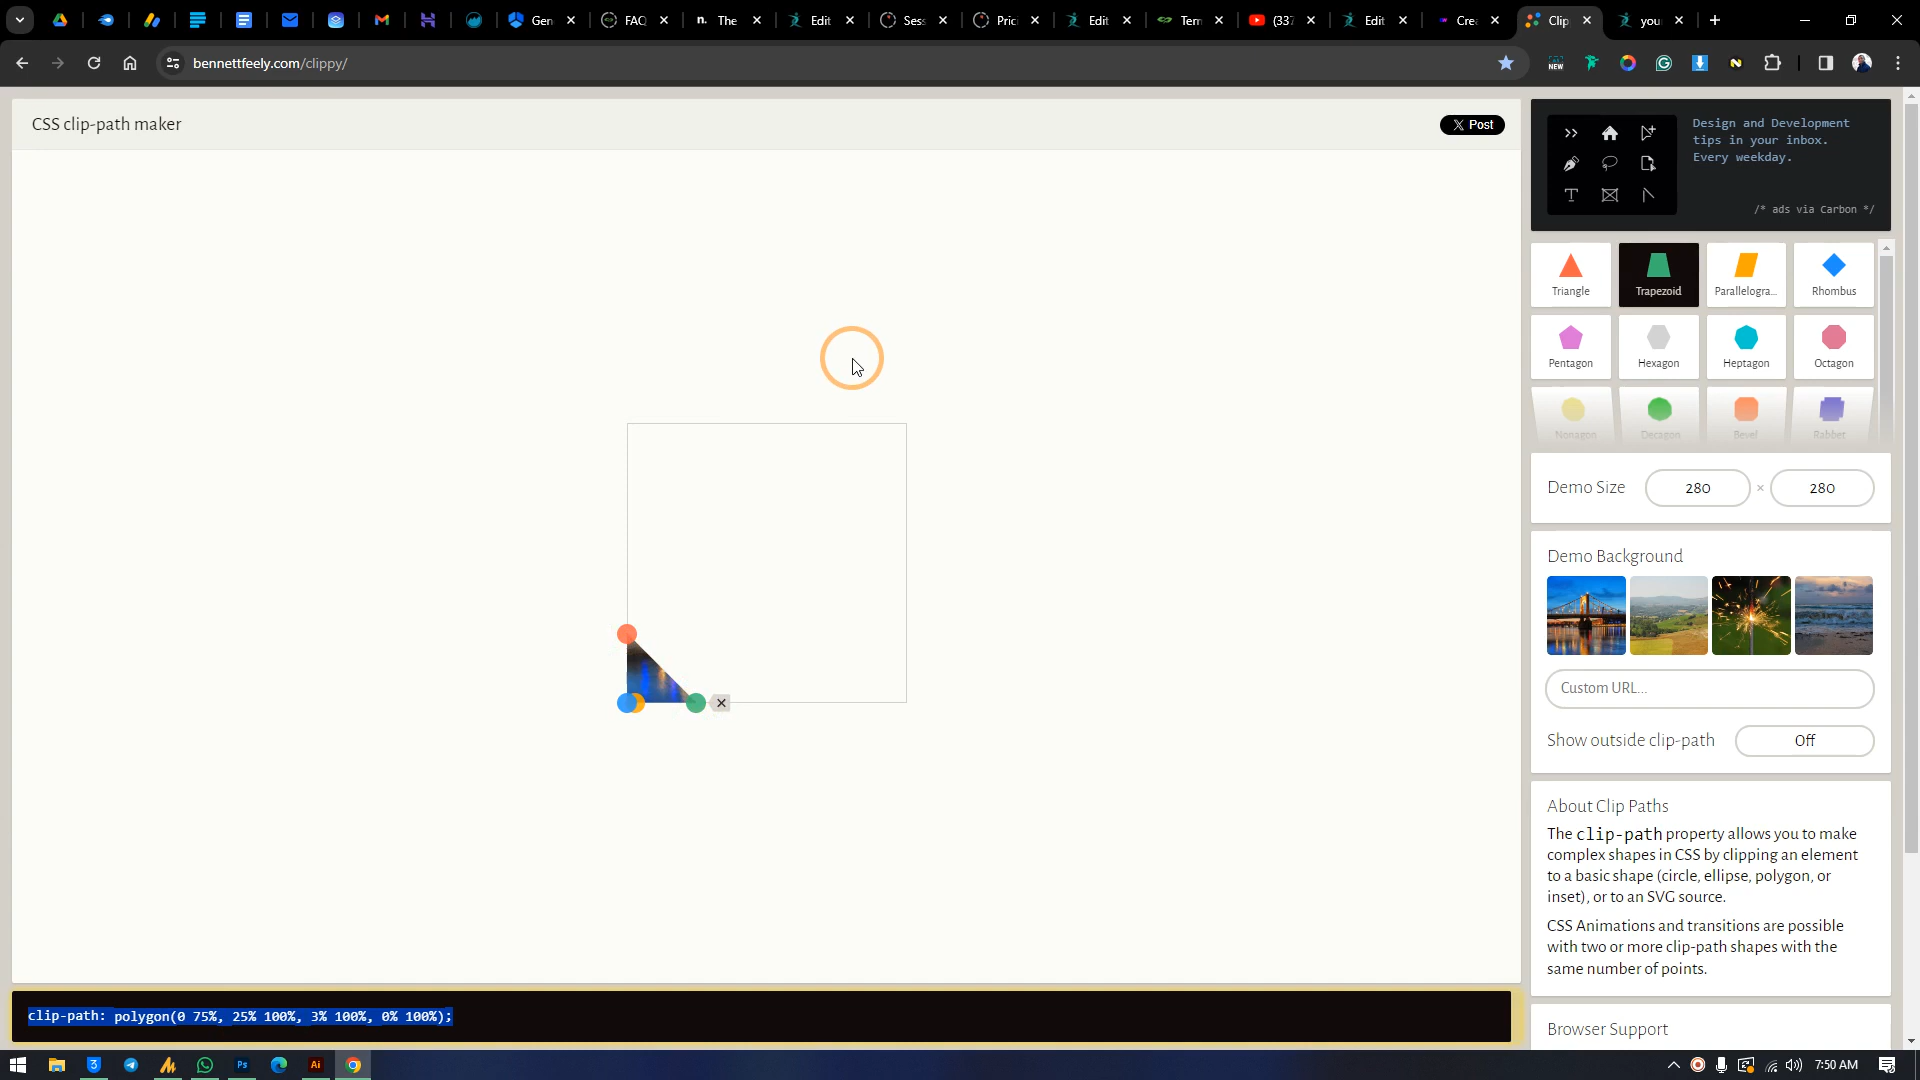 Gen
FAQ
n. The
Edit
Sess
Pric
Edit
Tem
(337
Edit
Crea
Clip
you
bennettfeely.com/clippy/
NEW
CSS clip-path maker
X Post
Design and Development
tips in your inbox.
Every weekday.
/* ads via Carbon */
Triangle
Trapezoid
Parallelogra...
Rhombus
Pentagon
Hexagon
Heptagon
Octagon
Nonagon
Decagon
Bevel
Rabbet
Demo Size
280
×
280
Demo Background
Custom URL...
Show outside clip-path
Off
About Clip Paths
The clip-path property allows you to make
complex shapes in CSS by clipping an element
to a basic shape (circle, ellipse, polygon, or
inset), or to an SVG source.
CSS Animations and transitions are possible
with two or more clip-path shapes with the
same number of points.
clip-path: polygon(0 75%, 25% 100%, 3% 100%, 0% 100%);
Browser Support
Ps
Ai
7:50 AM